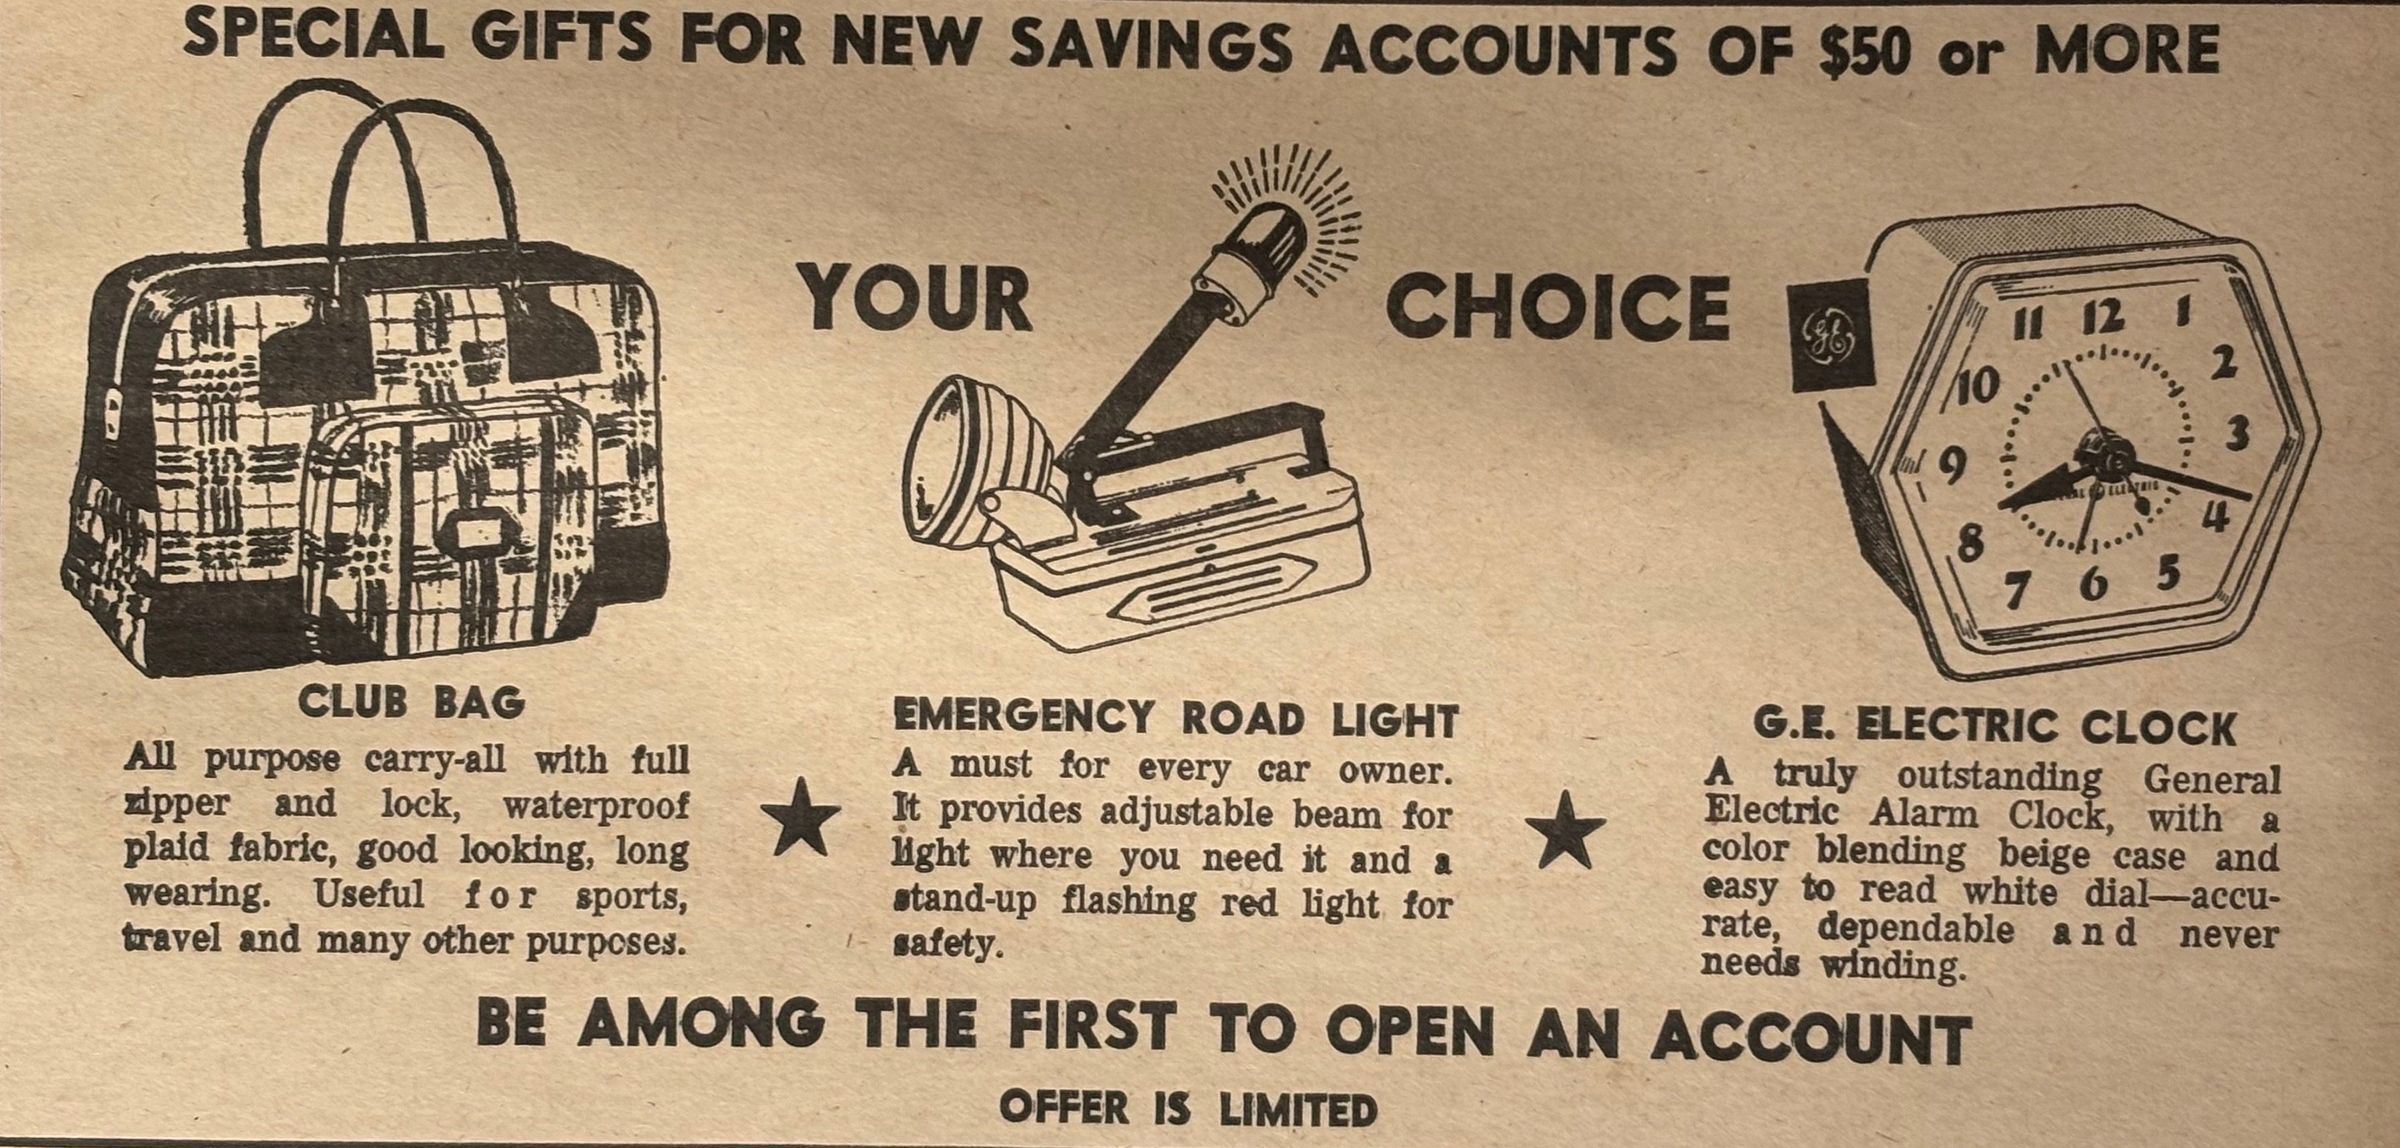 SPECIAL GIFTS FOR NEW SAVINGS ACCOUNTS OF $50 or MORE
YOUR CHOICE
GE
11 12 1
10 2
9 3
8 4
7 6 5
ELECTRIC
CLUB BAG
All purpose carry-all with full
zipper and lock, waterproof
plaid fabric, good looking, long
wearing. Useful for sports,
travel and many other purposes.
EMERGENCY ROAD LIGHT
A must for every car owner.
It provides adjustable beam for
light where you need it and a
stand-up flashing red light for
safety.
G.E. ELECTRIC CLOCK
A truly outstanding General
Electric Alarm Clock, with a
color blending beige case and
easy to read white dial—accu-
rate, dependable and never
needs winding.
BE AMONG THE FIRST TO OPEN AN ACCOUNT
OFFER IS LIMITED